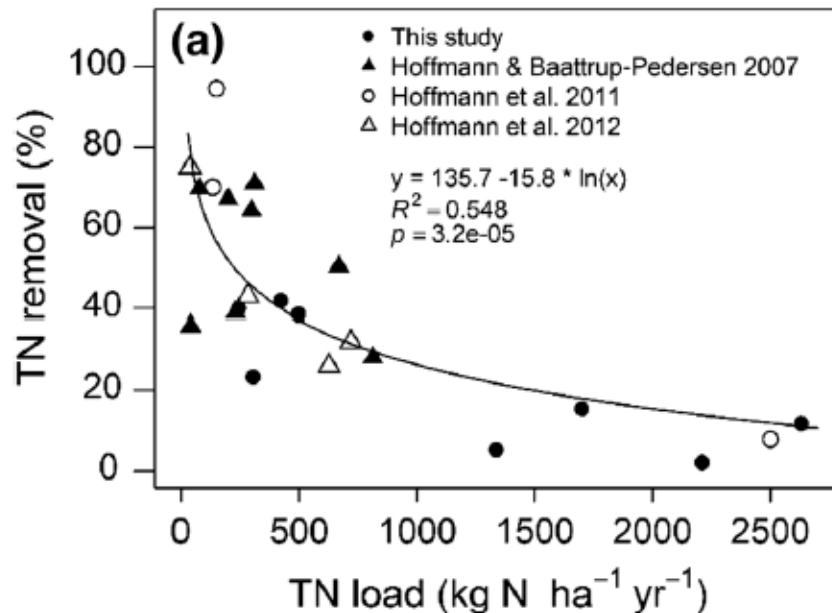 (a)
This study
Hoffmann & Baattrup-Pedersen 2007
Hoffmann et al. 2011
Hoffmann et al. 2012
y = 135.7 -15.8 * ln(x)
R² = 0.548
p = 3.2e-05
TN removal (%)
100
80
60
40
20
0
0 500 1000 1500 2000 2500
TN load (kg N ha⁻¹ yr⁻¹)